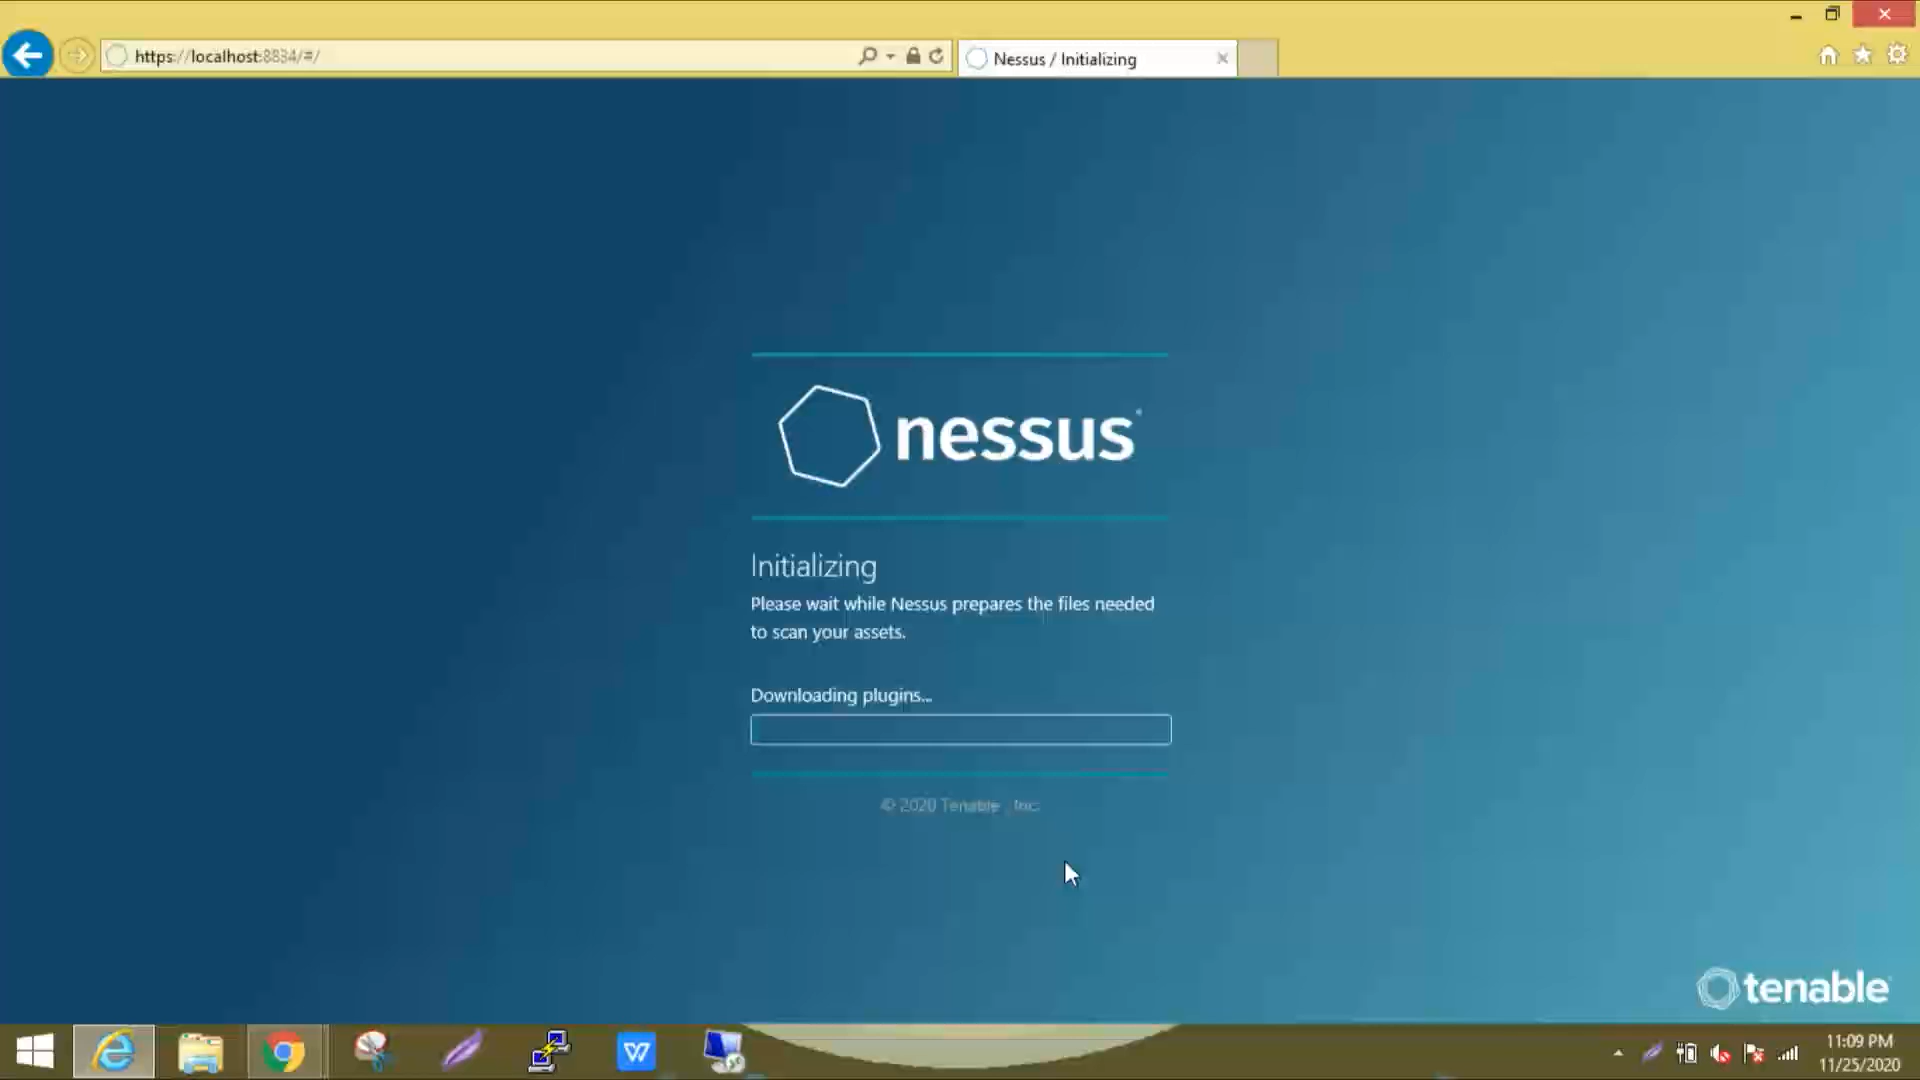 https://localhost:8834/#/
Nessus / Initializing
nessus
Initializing
Please wait while Nessus prepares the files needed
to scan your assets.
Downloading plugins...
© 2020 Tenable , Inc.
tenable
11:09 PM
11/25/2020